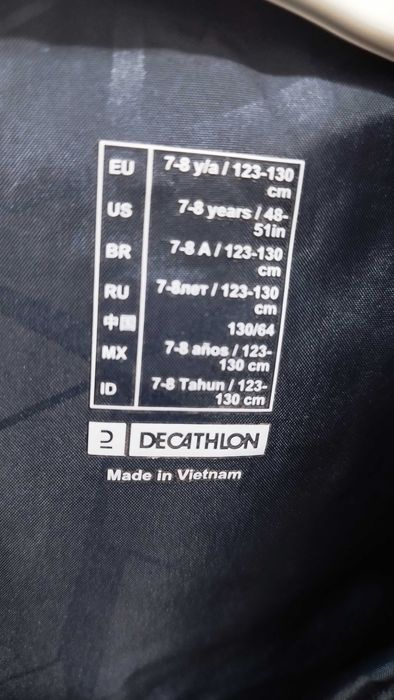 EU 7-8 y/a / 123-130
cm
US 7-8 years / 48-
51in
BR 7-8 A / 123-130
cm
RU 7-8лет / 123-130
cm
中国 130/64
MX 7-8 años / 123-
130 cm
ID 7-8 Tahun / 123-
130 cm
DECATHLON
Made in Vietnam